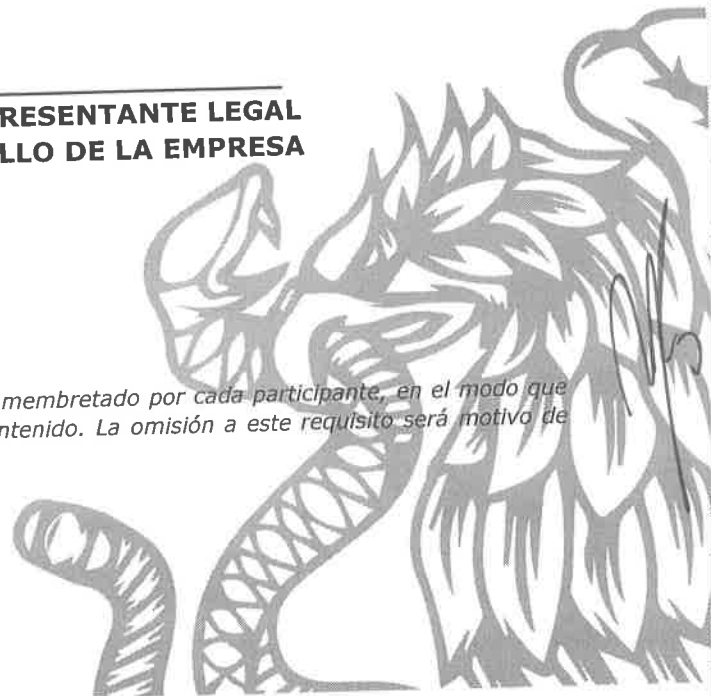 RESENTANTE LEGAL
LLO DE LA EMPRESA
membretado por cada participante, en el modo que
ntenido. La omisión a este requisito será motivo de